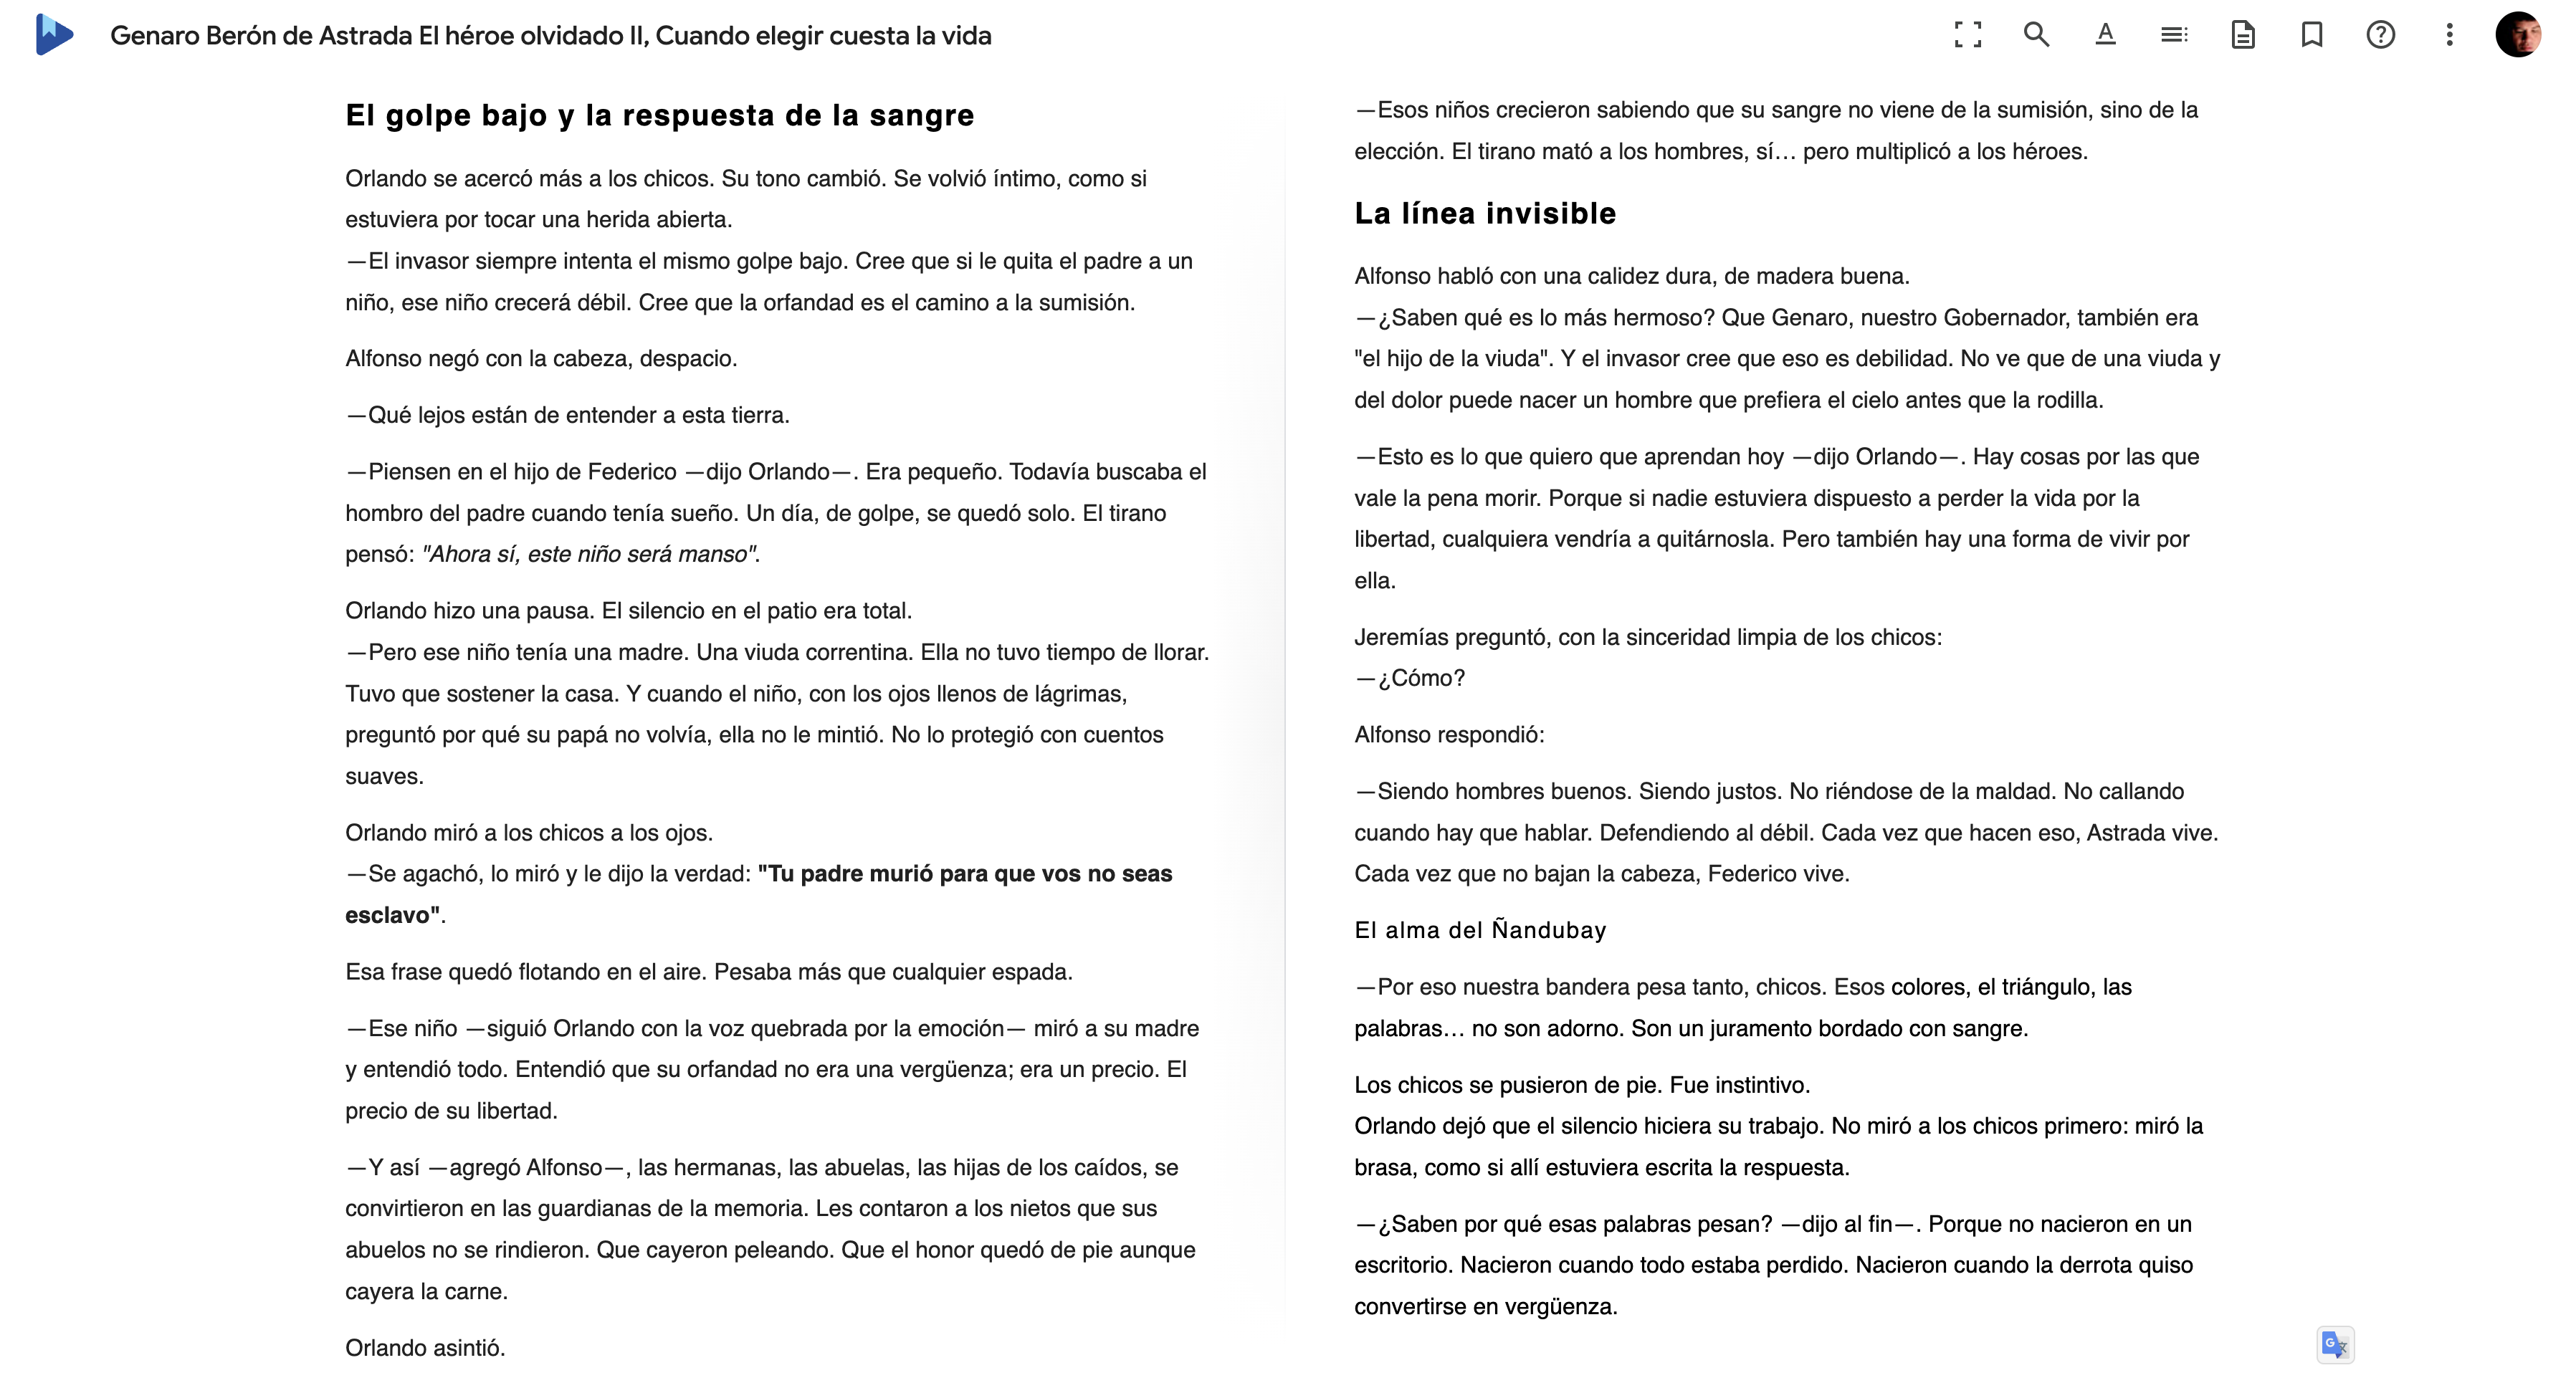 Genaro Berón de Astrada El héroe olvidado II, Cuando elegir cuesta la vida
El golpe bajo y la respuesta de la sangre
Orlando se acercó más a los chicos. Su tono cambió. Se volvió íntimo, como si
estuviera por tocar una herida abierta.
—El invasor siempre intenta el mismo golpe bajo. Cree que si le quita el padre a un
niño, ese niño crecerá débil. Cree que la orfandad es el camino a la sumisión.
Alfonso negó con la cabeza, despacio.
—Qué lejos están de entender a esta tierra.
—Piensen en el hijo de Federico —dijo Orlando—. Era pequeño. Todavía buscaba el
hombro del padre cuando tenía sueño. Un día, de golpe, se quedó solo. El tirano
pensó: "Ahora sí, este niño será manso".
Orlando hizo una pausa. El silencio en el patio era total.
—Pero ese niño tenía una madre. Una viuda correntina. Ella no tuvo tiempo de llorar.
Tuvo que sostener la casa. Y cuando el niño, con los ojos llenos de lágrimas,
preguntó por qué su papá no volvía, ella no le mintió. No lo protegió con cuentos
suaves.
Orlando miró a los chicos a los ojos.
—Se agachó, lo miró y le dijo la verdad: "Tu padre murió para que vos no seas
esclavo".
Esa frase quedó flotando en el aire. Pesaba más que cualquier espada.
—Ese niño —siguió Orlando con la voz quebrada por la emoción— miró a su madre
y entendió todo. Entendió que su orfandad no era una vergüenza; era un precio. El
precio de su libertad.
—Y así —agregó Alfonso—, las hermanas, las abuelas, las hijas de los caídos, se
convirtieron en las guardianas de la memoria. Les contaron a los nietos que sus
abuelos no se rindieron. Que cayeron peleando. Que el honor quedó de pie aunque
cayera la carne.
Orlando asintió.
—Esos niños crecieron sabiendo que su sangre no viene de la sumisión, sino de la
elección. El tirano mató a los hombres, sí… pero multiplicó a los héroes.
La línea invisible
Alfonso habló con una calidez dura, de madera buena.
—¿Saben qué es lo más hermoso? Que Genaro, nuestro Gobernador, también era
"el hijo de la viuda". Y el invasor cree que eso es debilidad. No ve que de una viuda y
del dolor puede nacer un hombre que prefiera el cielo antes que la rodilla.
—Esto es lo que quiero que aprendan hoy —dijo Orlando—. Hay cosas por las que
vale la pena morir. Porque si nadie estuviera dispuesto a perder la vida por la
libertad, cualquiera vendría a quitárnosla. Pero también hay una forma de vivir por
ella.
Jeremías preguntó, con la sinceridad limpia de los chicos:
—¿Cómo?
Alfonso respondió:
—Siendo hombres buenos. Siendo justos. No riéndose de la maldad. No callando
cuando hay que hablar. Defendiendo al débil. Cada vez que hacen eso, Astrada vive.
Cada vez que no bajan la cabeza, Federico vive.
El alma del Ñandubay
—Por eso nuestra bandera pesa tanto, chicos. Esos colores, el triángulo, las
palabras… no son adorno. Son un juramento bordado con sangre.
Los chicos se pusieron de pie. Fue instintivo.
Orlando dejó que el silencio hiciera su trabajo. No miró a los chicos primero: miró la
brasa, como si allí estuviera escrita la respuesta.
—¿Saben por qué esas palabras pesan? —dijo al fin—. Porque no nacieron en un
escritorio. Nacieron cuando todo estaba perdido. Nacieron cuando la derrota quiso
convertirse en vergüenza.